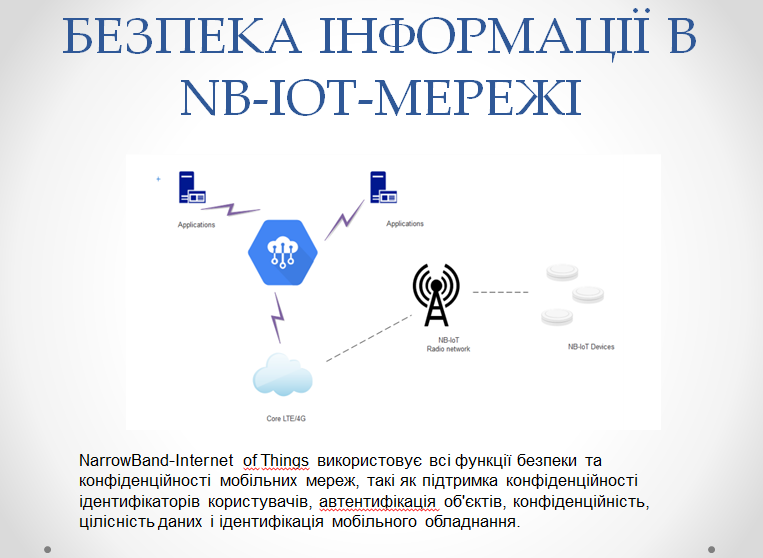 БЕЗПЕКА ІНФОРМАЦІЇ В
NB-IOT-МЕРЕЖІ
Applications
Applications
NB-IoT
Radio network
NB-IoT Devices
Core LTE/4G
NarrowBand-Internet of Things використовує всі функції безпеки та
конфіденційності мобільних мереж, такі як підтримка конфіденційності
ідентифікаторів користувачів, автентифікація об'єктів, конфіденційність,
цілісність даних і ідентифікація мобільного обладнання.